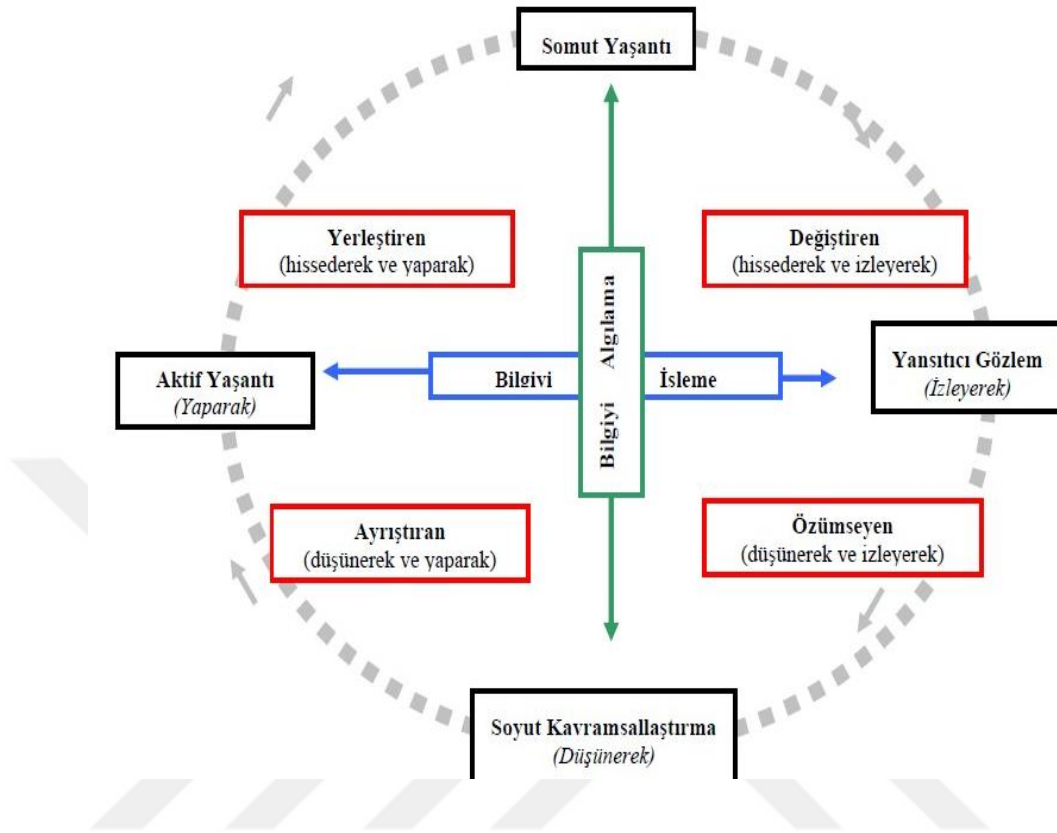 Somut Yaşantı
Yerleştiren
(hissederek ve yaparak)
Değiştiren
(hissederek ve izleyerek)
Aktif Yaşantı
(Yaparak)
Bilgivi
İşleme
Bilgiyi Algılama
Yansıtıcı Gözlem
(İzleyerek)
Ayrıştıran
(düşünerek ve yaparak)
Özümseyen
(düşünerek ve izleyerek)
Soyut Kavramsallaştırma
(Düşünerek)